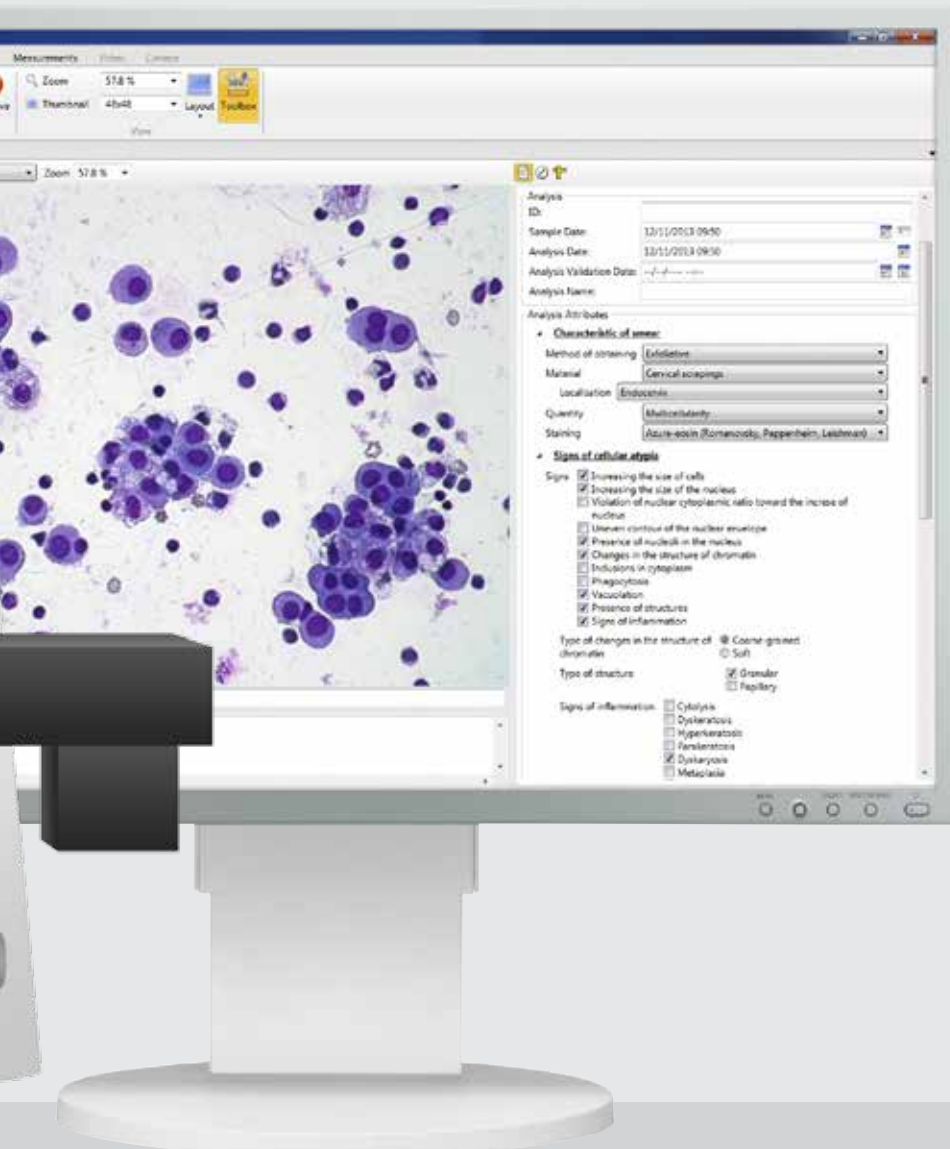 Measurements Video Camera
Zoom 57.8 %
Thumbnail 48x48
Layout Toolbox
View
Zoom 57.8 %
Analysis
ID:
Sample Date: 12/11/2013 09:50
Analysis Date: 12/11/2013 09:50
Analysis Validation Date: --/--/---- --:--
Analysis Name:
Analysis Attributes
Characteristic of smear:
Method of obtaining Exfoliative
Material Cervical scrapings
Localization Endocervix
Quantity Multicellularity
Staining Azure-eosin (Romanovsky, Pappenheim, Leishman)
Signs of cellular atypia
Signs Increasing the size of cells
Increasing the size of the nucleus
Violation of nuclear cytoplasmic ratio toward the increse of
nucleus
Uneven contour of the nuclear envelope
Presence of nucleoli in the nucleus
Changes in the structure of chromatin
Inclusions in cytoplasm
Phagocytosis
Vacuolation
Presence of structures
Signs of inflammation
Type of changes in the structure of Coarse-grained
chromatin Soft
Type of structure Granular
Papillary
Signs of inflammation Cytolysis
Dyskeratosis
Hyperkeratosis
Parakeratosis
Dyskaryosis
Metaplasia